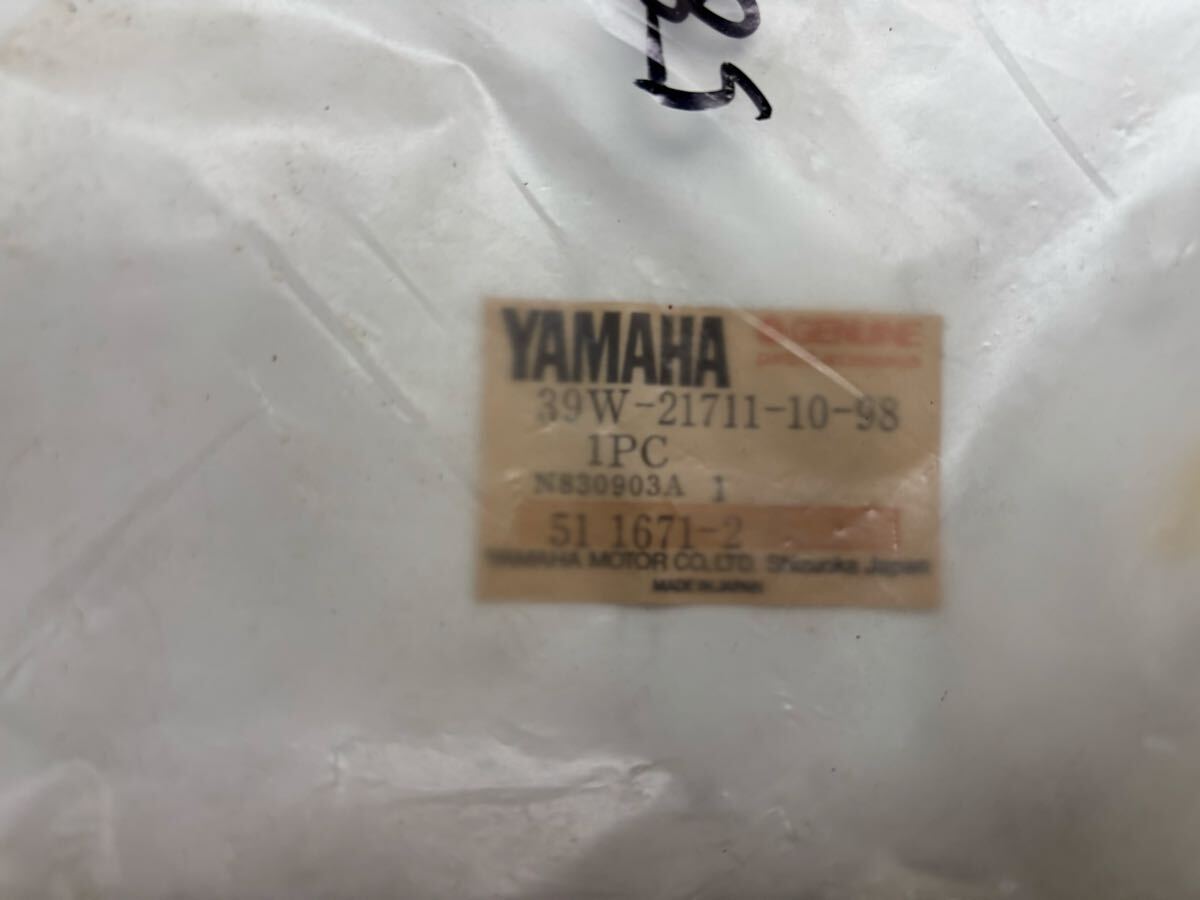 YAMAHA GENUINE
39W-21711-10-98
1PC
N830903A 1
51 1671-2
YAMAHA MOTOR CO., LTD. Shizuoka Japan
MADE IN JAPAN